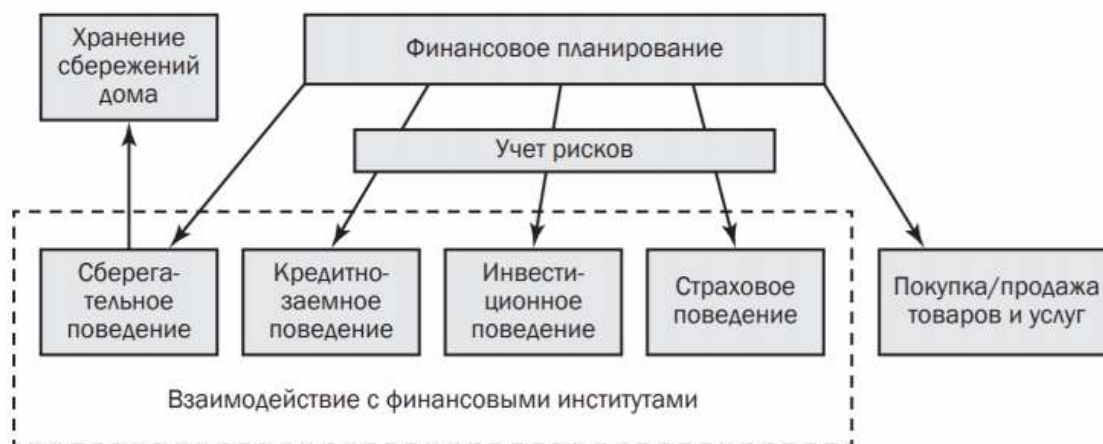 Хранение
сбережений
дома
Финансовое планирование
Учет рисков
Сберега-
тельное
поведение
Кредитно-
заемное
поведение
Инвести-
ционное
поведение
Страховое
поведение
Покупка/продажа
товаров и услуг
Взаимодействие с финансовыми институтами